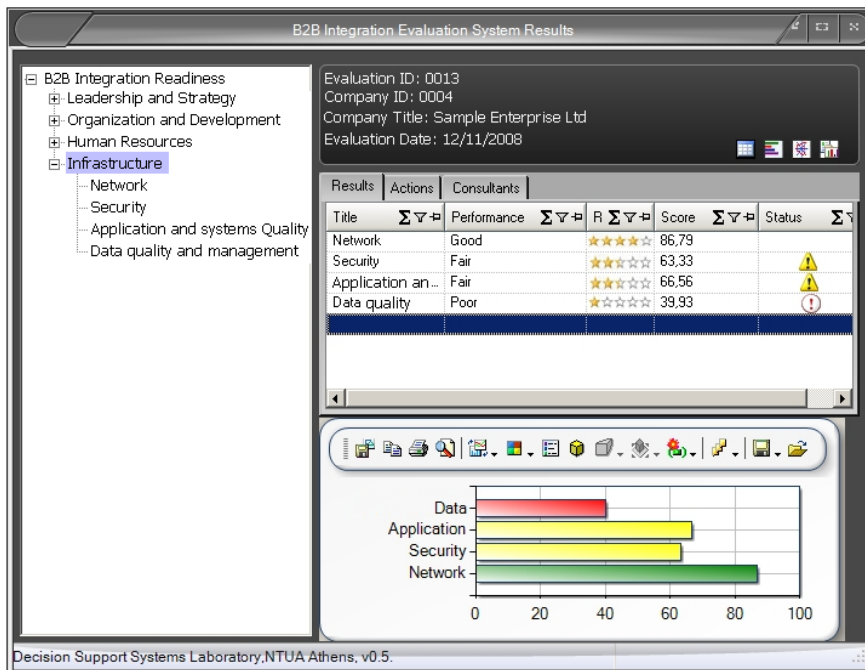 B2B Integration Evaluation System Results
B2B Integration Readiness
Leadership and Strategy
Organization and Development
Human Resources
Infrastructure
Network
Security
Application and systems Quality
Data quality and management
Evaluation ID: 0013
Company ID: 0004
Company Title: Sample Enterprise Ltd
Evaluation Date: 12/11/2008
Results Actions Consultants
Title Σ Performance Σ R Σ Score Σ Status Σ
Network Good 86,79
Security Fair 63,33
Application an... Fair 66,56
Data quality Poor 39,93
Data
Application
Security
Network
0 20 40 60 80 100
Decision Support Systems Laboratory,NTUA Athens, v0.5.